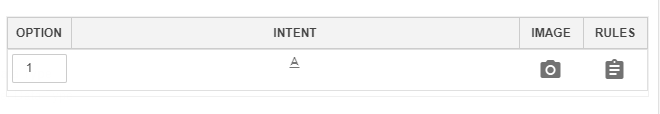 OPTION INTENT IMAGE RULES
1 A